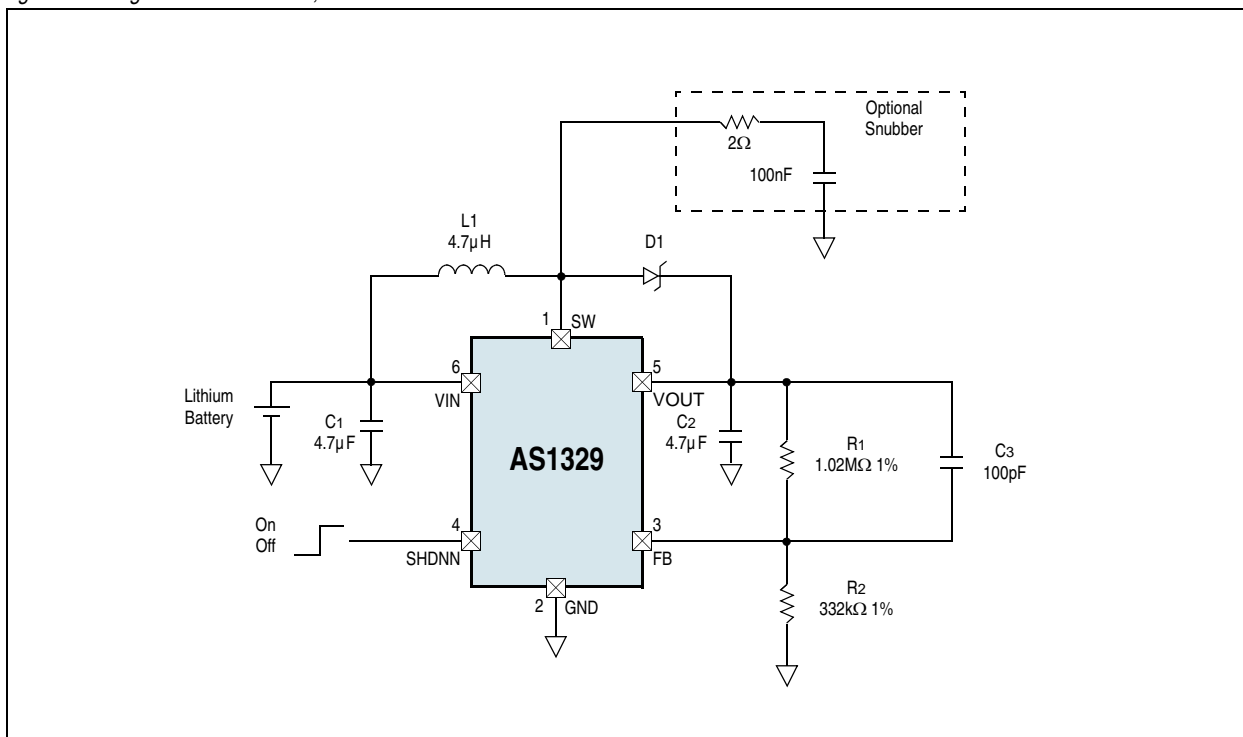 Optional
Snubber
2Ω
100nF
L1
4.7µH
D1
1
SW
6
VIN
5
VOUT
Lithium
Battery
C1
4.7µF
C2
4.7µF
R1
1.02MΩ 1%
C3
100pF
AS1329
On
Off
4
SHDNN
3
FB
2
GND
R2
332kΩ 1%